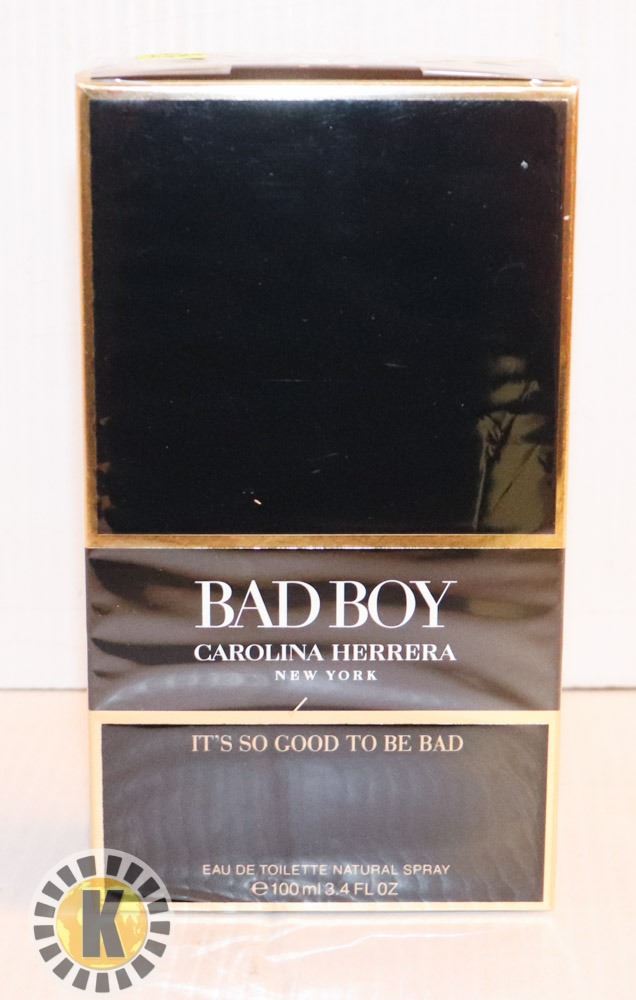 BAD BOY
CAROLINA HERRERA
NEW YORK
IT'S SO GOOD TO BE BAD
EAU DE TOILETTE NATURAL SPRAY
℮100 ml 3.4 FL OZ
K